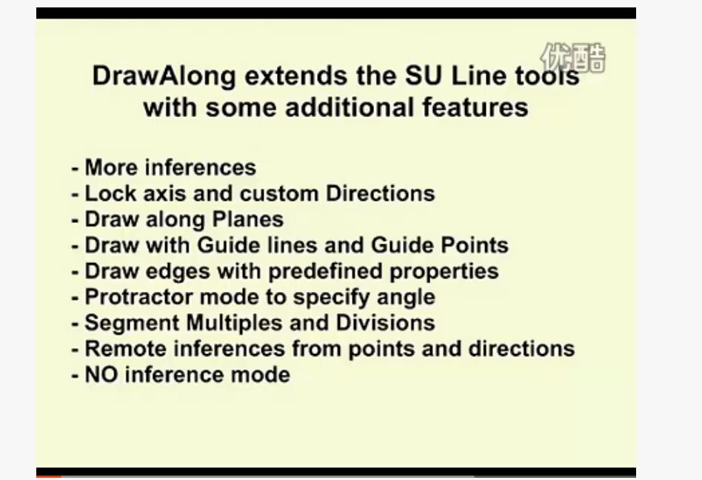 优酷
DrawAlong extends the SU Line tools
with some additional features
- More inferences
- Lock axis and custom Directions
- Draw along Planes
- Draw with Guide lines and Guide Points
- Draw edges with predefined properties
- Protractor mode to specify angle
- Segment Multiples and Divisions
- Remote inferences from points and directions
- NO inference mode